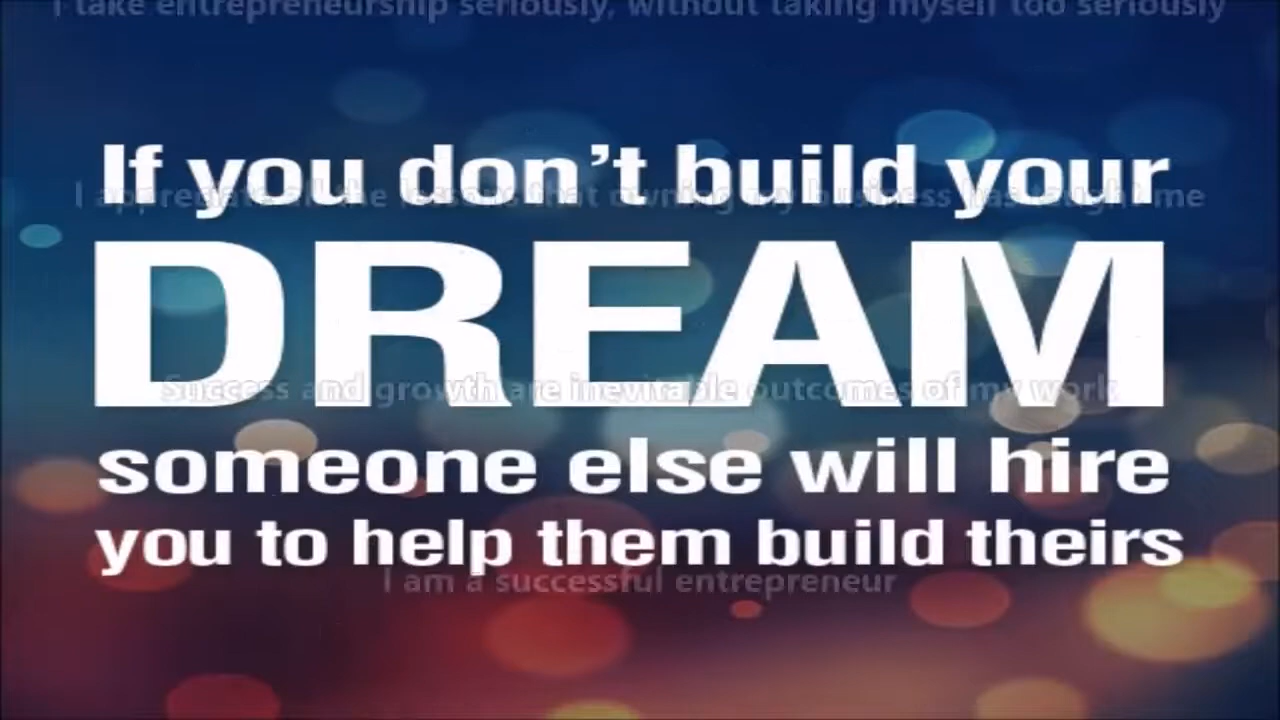 I take entrepreneurship seriously, without taking myself too seriously
If you don't build your
I appreciate all the lessons that owning my business has taught me
DREAM
Success and growth are inevitable outcomes of my work
someone else will hire
you to help them build theirs
I am a successful entrepreneur